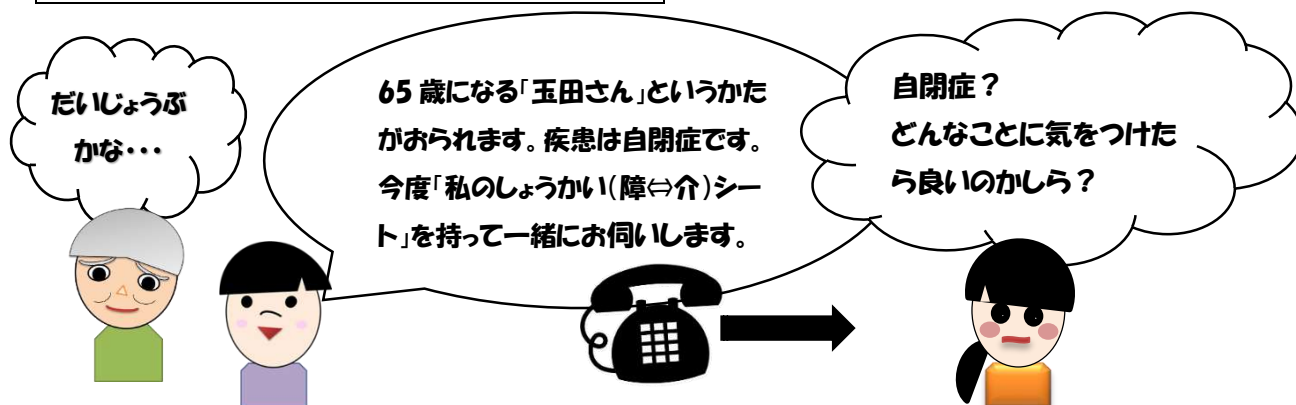 だいじょうぶ
かな・・・
65歳になる「玉田さん」というかた
がおられます。疾患は自閉症です。
今度「私のしょうかい(障⇔介)シー
ト」を持って一緒にお伺いします。
自閉症？
どんなことに気をつけた
ら良いのかしら？